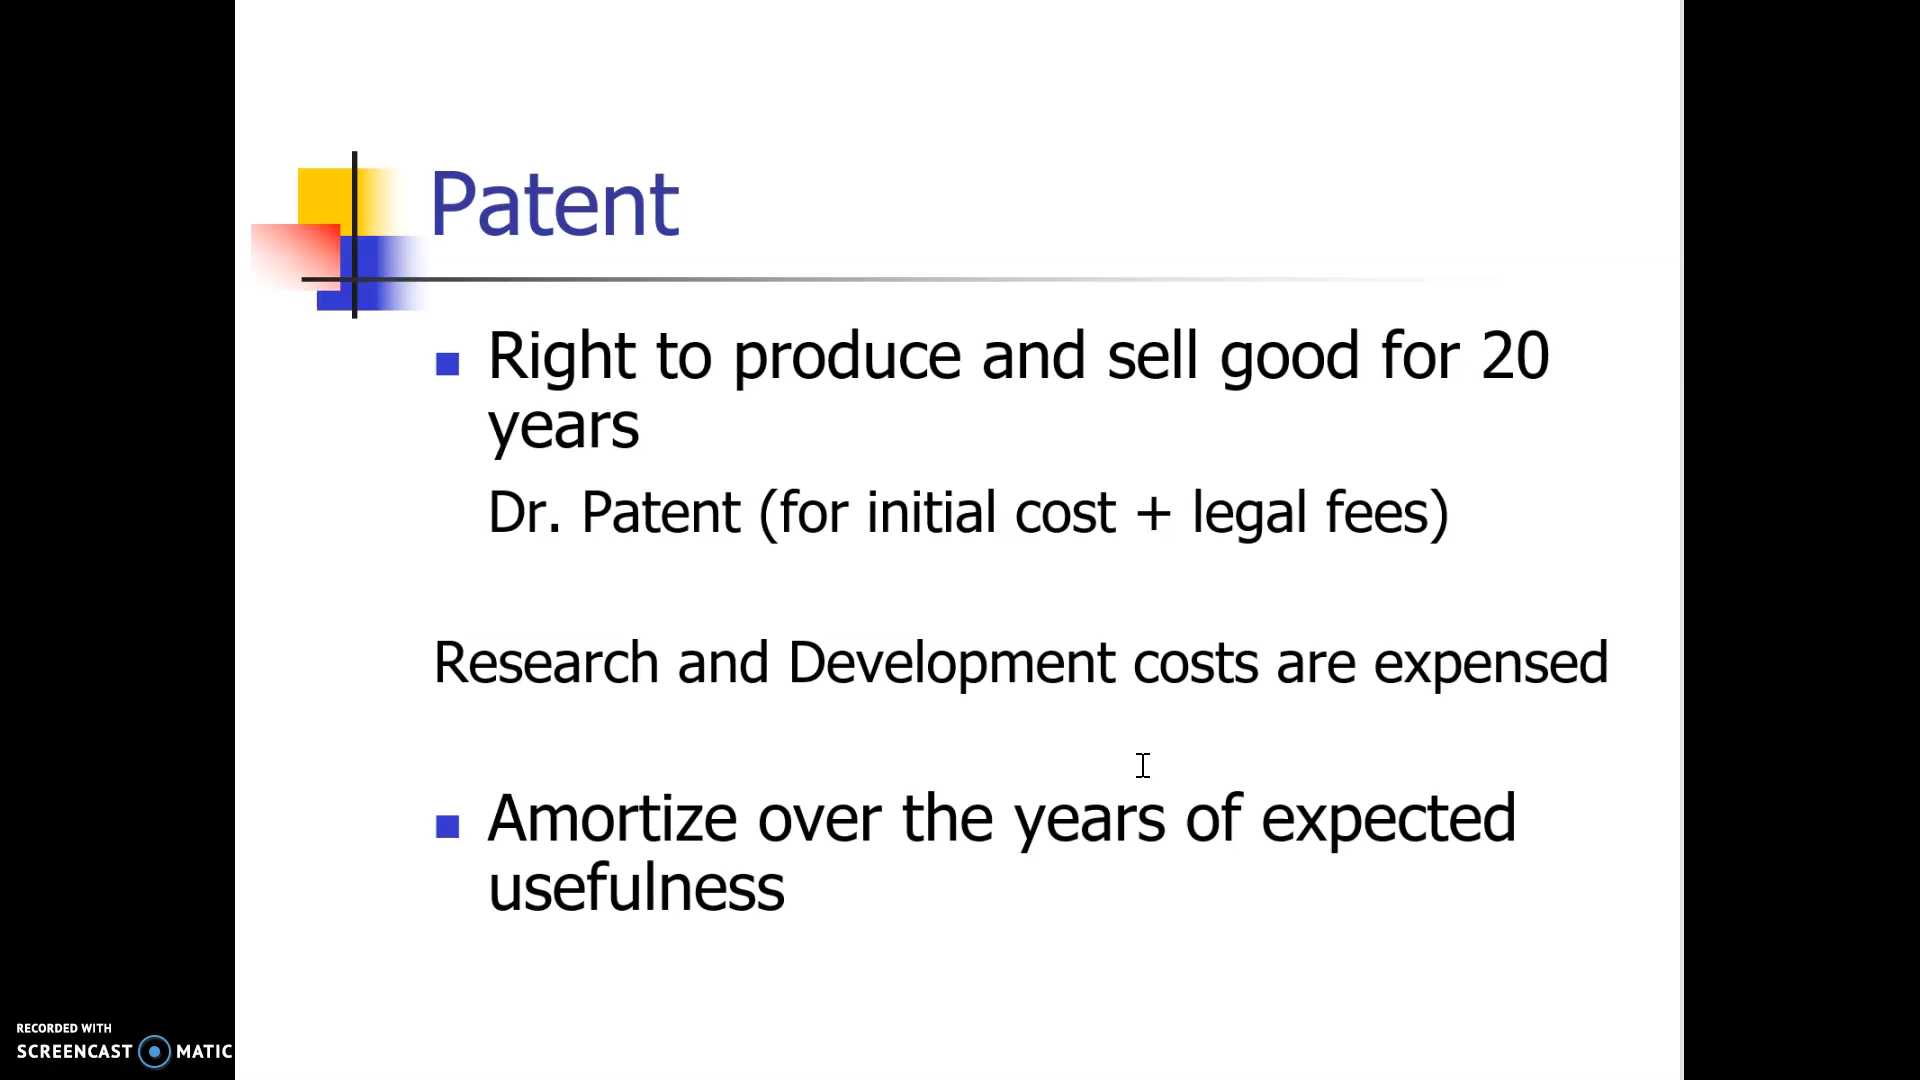 Patent
Right to produce and sell good for 20
years
Dr. Patent (for initial cost + legal fees)
Research and Development costs are expensed
Amortize over the years of expected
usefulness
RECORDED WITH
SCREENCAST MATIC